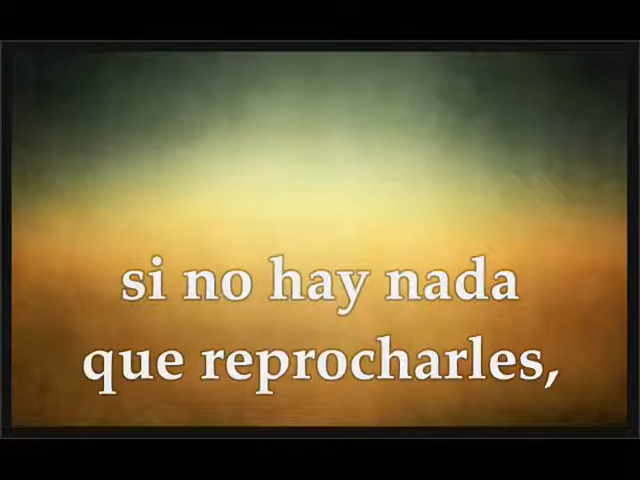 si no hay nada
que reprocharles,